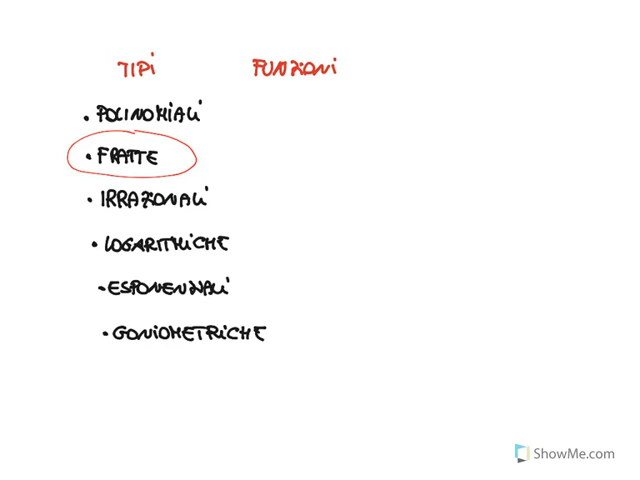 TIPI FUNZIONI
• POLINOMIALI
• FRATTE
• IRRAZIONALI
• LOGARITMICHE
• ESPONENZIALI
• GONIOMETRICHE
ShowMe.com